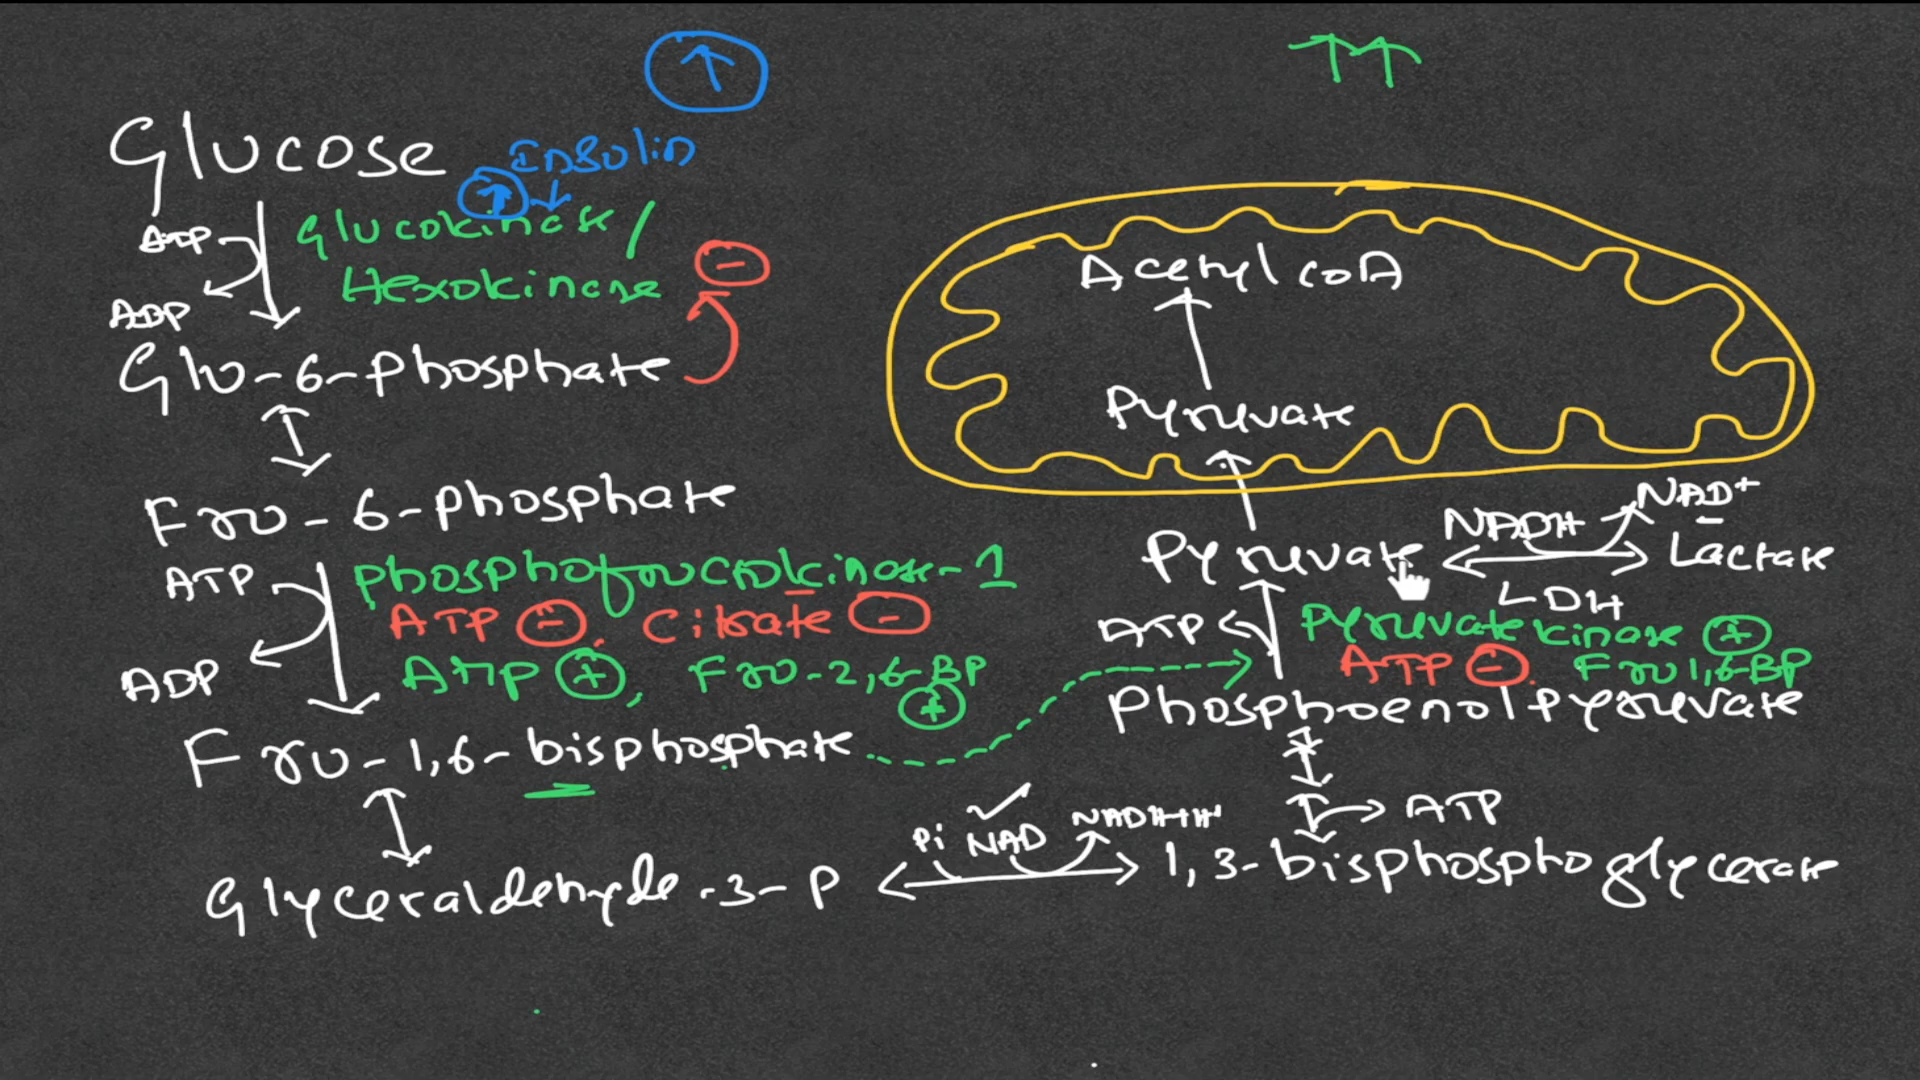 Glucose
Insulin
ATP
Glucokinase/
Hexokinase
-
ADP
Glu-6-phosphate
Fru-6-phosphate
ATP
phosphofructokinase-1
ATP -, Citrate -
ADP
AMP +, Fru-2,6-BP
+
Fru-1,6-bisphosphate
Glyceraldehyde-3-P
Pi NAD NADH+H+
1,3-bisphosphoglycerate
ATP
Phosphoenolpyruvate
ATP
Pyruvate kinase +
ATP -. Fru1,6-BP
Pyruvate
NADH
NAD+
Lactate
LDH
Pyruvate
Acetyl CoA